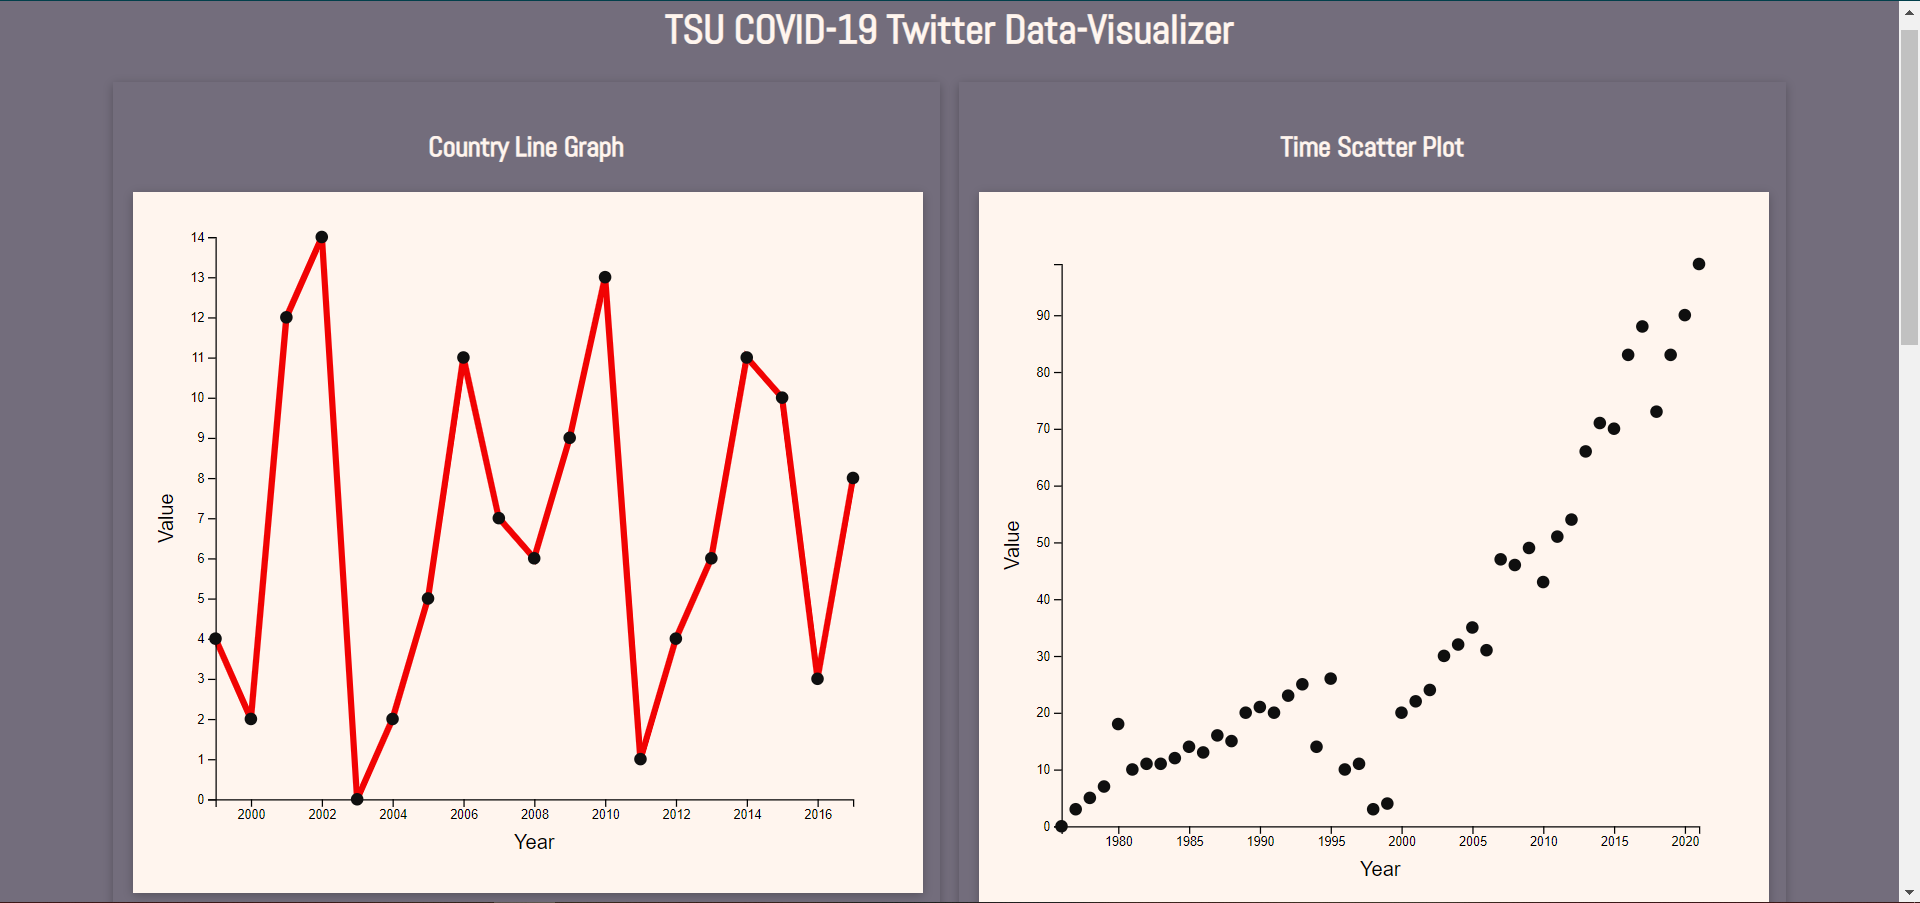 TSU COVID-19 Twitter Data-Visualizer
Country Line Graph
14
13
12
11
10
9
8
7
6
5
4
3
2
1
0
Value
2000 2002 2004 2006 2008 2010 2012 2014 2016
Year
Time Scatter Plot
90
80
70
60
50
40
30
20
10
0
Value
1980 1985 1990 1995 2000 2005 2010 2015 2020
Year